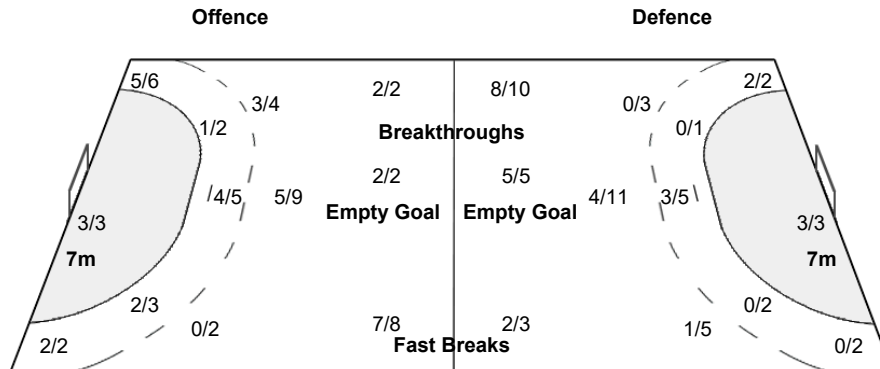 Offence Defence
5/6 2/2 8/10 2/2
3/4 0/3
1/2 Breakthroughs 0/1
2/2 5/5
4/5 5/9 4/11 3/5
Empty Goal Empty Goal
3/3 3/3
7m 7m
2/3 0/2
0/2 7/8 2/3 1/5
2/2 Fast Breaks 0/2